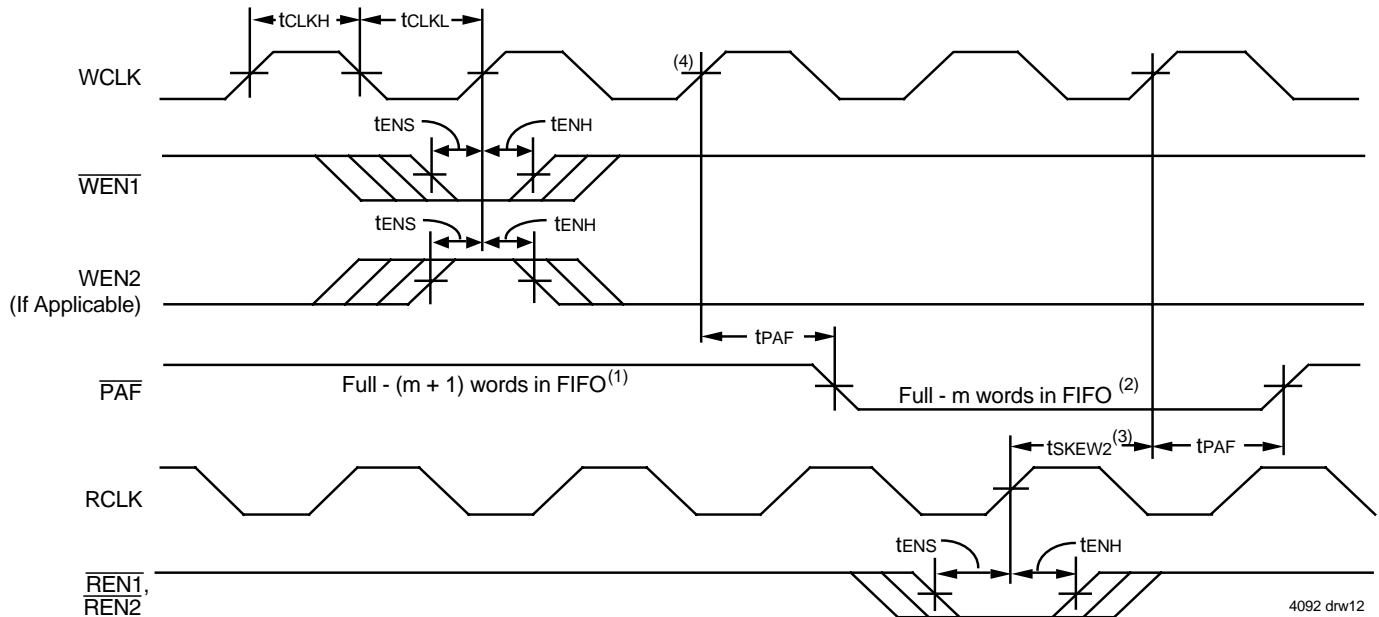 tCLKH
tCLKL
WCLK
(4)
tENS
tENH
WEN1
tENS
tENH
WEN2
(If Applicable)
tPAF
PAF
Full - (m + 1) words in FIFO(1)
Full - m words in FIFO (2)
tSKEW2(3)
tPAF
RCLK
tENS
tENH
REN1,
REN2
4092 drw12